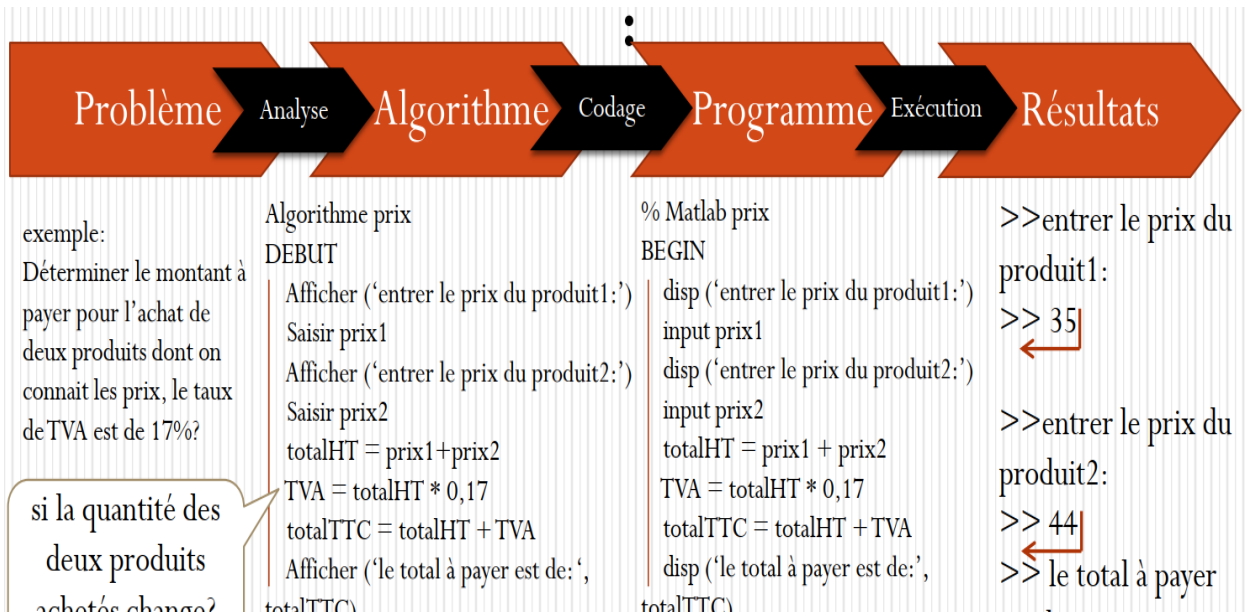 Problème
Analyse
Algorithme
Codage
Programme
Exécution
Résultats
exemple:
Déterminer le montant à
payer pour l'achat de
deux produits dont on
connait les prix, le taux
de TVA est de 17%?
si la quantité des
deux produits
achetés change?
Algorithme prix
DEBUT
Afficher ('entrer le prix du produit1:')
Saisir prix1
Afficher ('entrer le prix du produit2:')
Saisir prix2
totalHT = prix1+prix2
TVA = totalHT * 0,17
totalTTC = totalHT + TVA
Afficher ('le total à payer est de: ',
totalTTC)
% Matlab prix
BEGIN
disp ('entrer le prix du produit1:')
input prix1
disp ('entrer le prix du produit2:')
input prix2
totalHT = prix1 + prix2
TVA = totalHT * 0,17
totalTTC = totalHT + TVA
disp ('le total à payer est de:',
totalTTC)
>>entrer le prix du
produit1:
>> 35
>>entrer le prix du
produit2:
>> 44
>> le total à payer